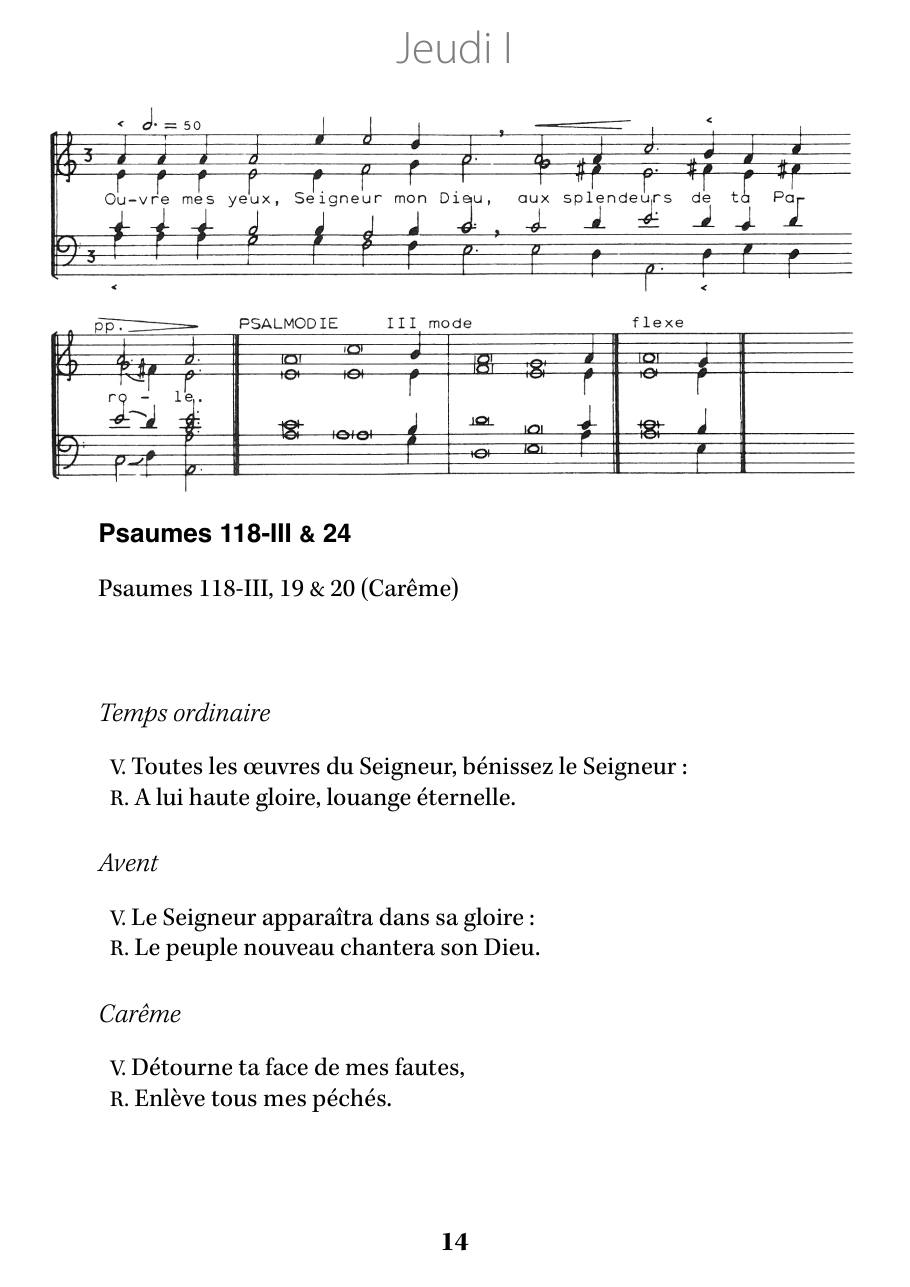 Jeudi I
= 50
3
Ou-vre mes yeux, Seigneur mon Dieu, aux splendeurs de ta Pa-
3
pp. PSALMODIE III mode flexe
ro - le.
Psaumes 118-III & 24
Psaumes 118-III, 19 & 20 (Carême)
Temps ordinaire
V. Toutes les œuvres du Seigneur, bénissez le Seigneur :
R. A lui haute gloire, louange éternelle.
Avent
V. Le Seigneur apparaîtra dans sa gloire :
R. Le peuple nouveau chantera son Dieu.
Carême
V. Détourne ta face de mes fautes,
R. Enlève tous mes péchés.
14